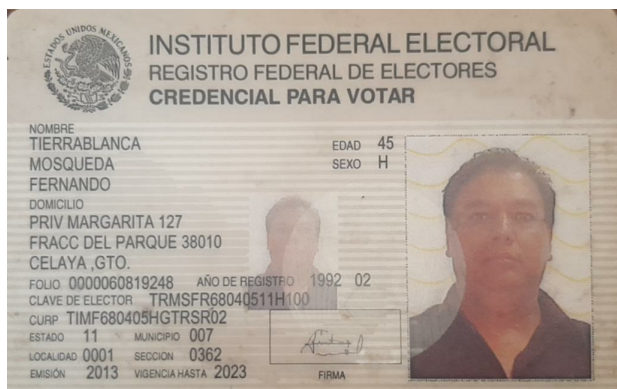 ESTADOS UNIDOS MEXICANOS
INSTITUTO FEDERAL ELECTORAL
REGISTRO FEDERAL DE ELECTORES
CREDENCIAL PARA VOTAR
NOMBRE
TIERRABLANCA
MOSQUEDA
FERNANDO
EDAD 45
SEXO H
DOMICILIO
PRIV MARGARITA 127
FRACC DEL PARQUE 38010
CELAYA ,GTO.
FOLIO 0000060819248 AÑO DE REGISTRO 1992 02
CLAVE DE ELECTOR TRMSFR68040511H100
CURP TIMF680405HGTRSR02
ESTADO 11 MUNICIPIO 007
LOCALIDAD 0001 SECCION 0362
EMISIÓN 2013 VIGENCIA HASTA 2023
FIRMA